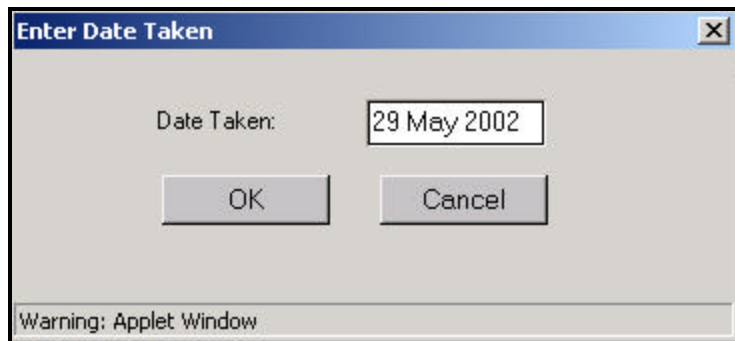 Enter Date Taken
Date Taken: 29 May 2002
OK Cancel
Warning: Applet Window